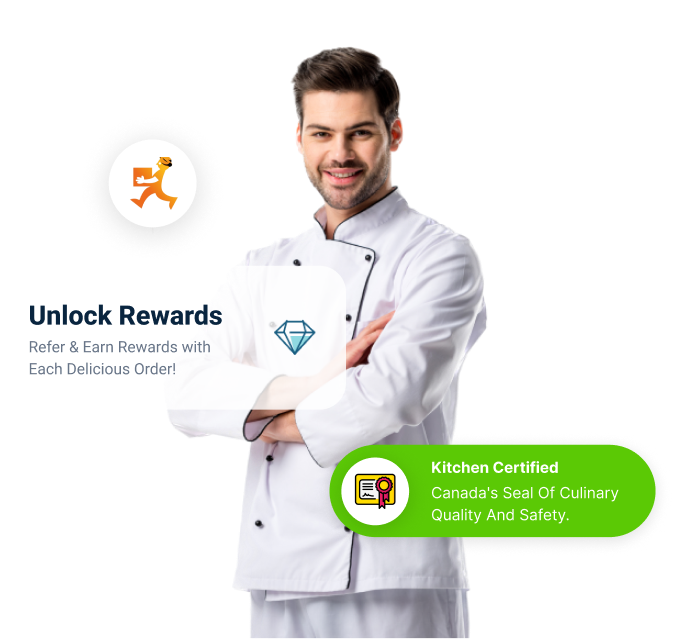 Unlock Rewards
Refer & Earn Rewards with
Each Delicious Order!
Kitchen Certified
Canada's Seal Of Culinary
Quality And Safety.